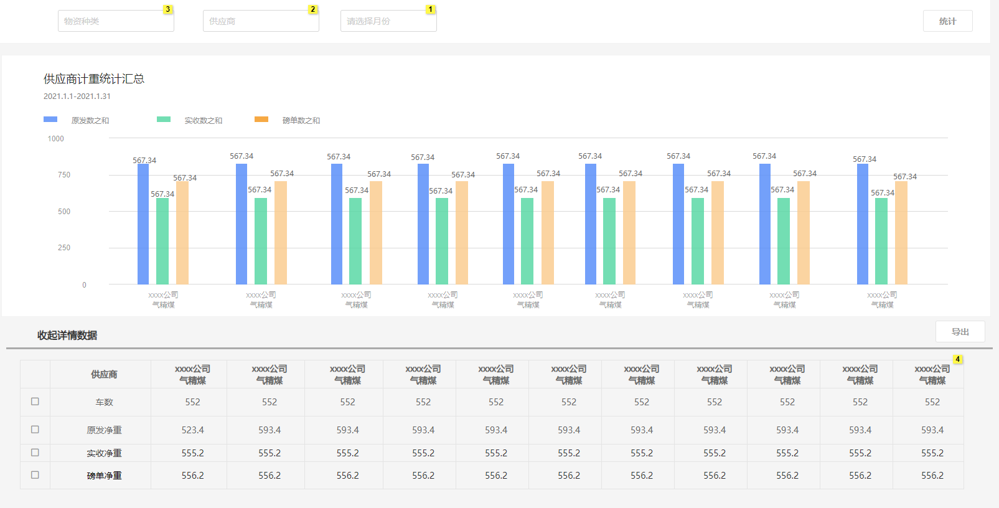 3
2
1
物资种类
供应商
请选择月份
统计
供应商计重统计汇总
2021.1.1-2021.1.31
原发数之和 实收数之和 磅单数之和
1000
750
500
250
0
567.34 567.34 567.34 567.34 567.34 567.34 567.34 567.34 567.34
567.34 567.34 567.34 567.34 567.34 567.34 567.34 567.34 567.34
567.34 567.34 567.34 567.34 567.34 567.34 567.34 567.34 567.34
xxxx公司 xxxx公司 xxxx公司 xxxx公司 xxxx公司 xxxx公司 xxxx公司 xxxx公司 xxxx公司
气精煤 气精煤 气精煤 气精煤 气精煤 气精煤 气精煤 气精煤 气精煤
收起详情数据
导出
4
供应商 xxxx公司 xxxx公司 xxxx公司 xxxx公司 xxxx公司 xxxx公司 xxxx公司 xxxx公司 xxxx公司 xxxx公司 xxxx公司
气精煤 气精煤 气精煤 气精煤 气精煤 气精煤 气精煤 气精煤 气精煤 气精煤 气精煤
车数 552 552 552 552 552 552 552 552 552 552 552
原发净重 523.4 593.4 593.4 593.4 593.4 593.4 593.4 593.4 593.4 593.4 593.4
实收净重 555.2 555.2 555.2 555.2 555.2 555.2 555.2 555.2 555.2 555.2 555.2
磅单净重 556.2 556.2 556.2 556.2 556.2 556.2 556.2 556.2 556.2 556.2 556.2